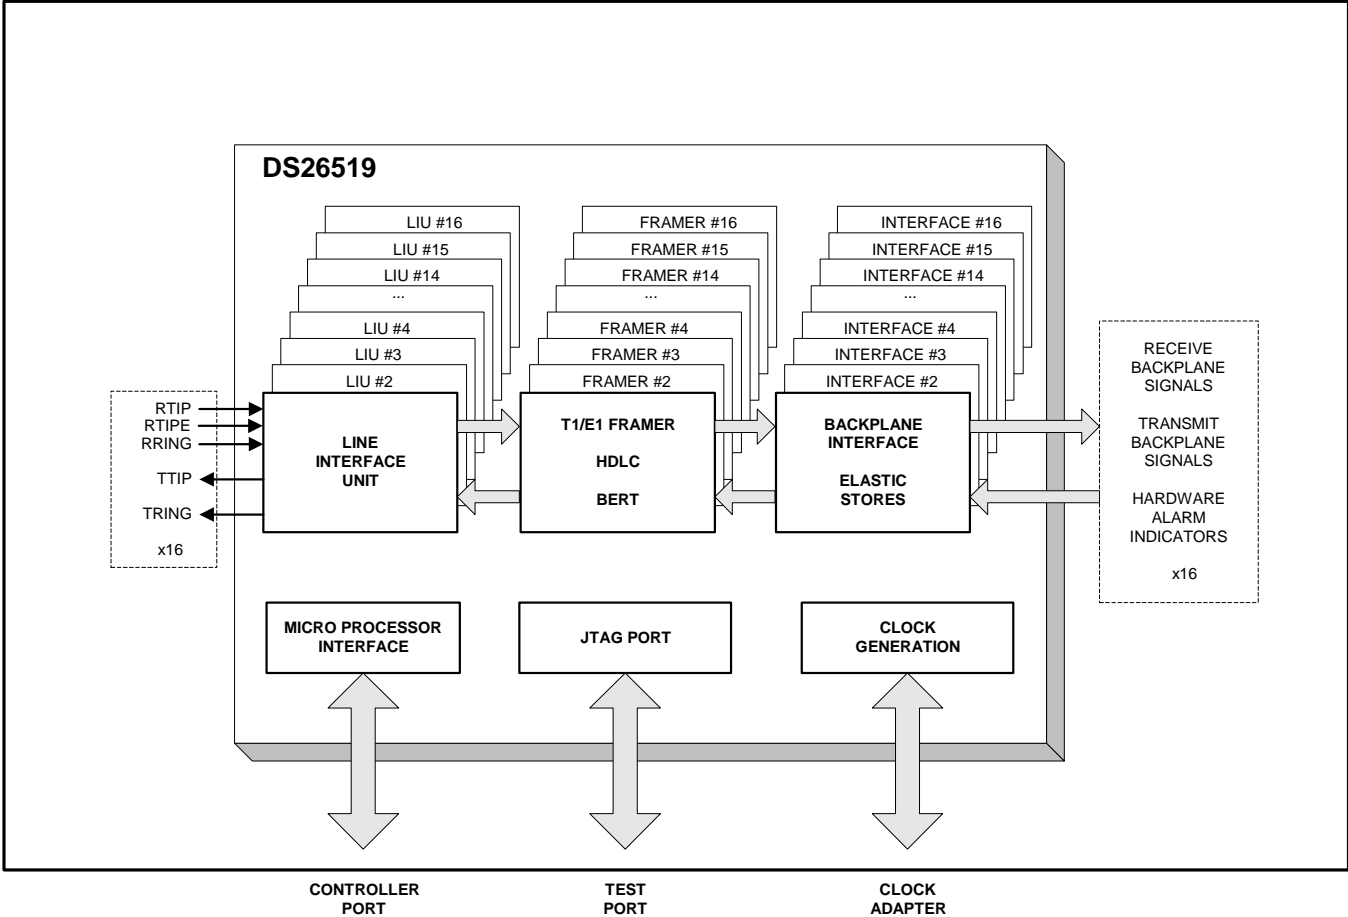 DS26519
LIU #16
LIU #15
LIU #14
...
LIU #4
LIU #3
LIU #2
LINE
INTERFACE
UNIT
FRAMER #16
FRAMER #15
FRAMER #14
...
FRAMER #4
FRAMER #3
FRAMER #2
T1/E1 FRAMER
HDLC
BERT
INTERFACE #16
INTERFACE #15
INTERFACE #14
...
INTERFACE #4
INTERFACE #3
INTERFACE #2
BACKPLANE
INTERFACE
ELASTIC
STORES
RTIP
RTIPE
RRING
TTIP
TRING
x16
RECEIVE
BACKPLANE
SIGNALS
TRANSMIT
BACKPLANE
SIGNALS
HARDWARE
ALARM
INDICATORS
x16
MICRO PROCESSOR
INTERFACE
JTAG PORT
CLOCK
GENERATION
CONTROLLER
PORT
TEST
PORT
CLOCK
ADAPTER